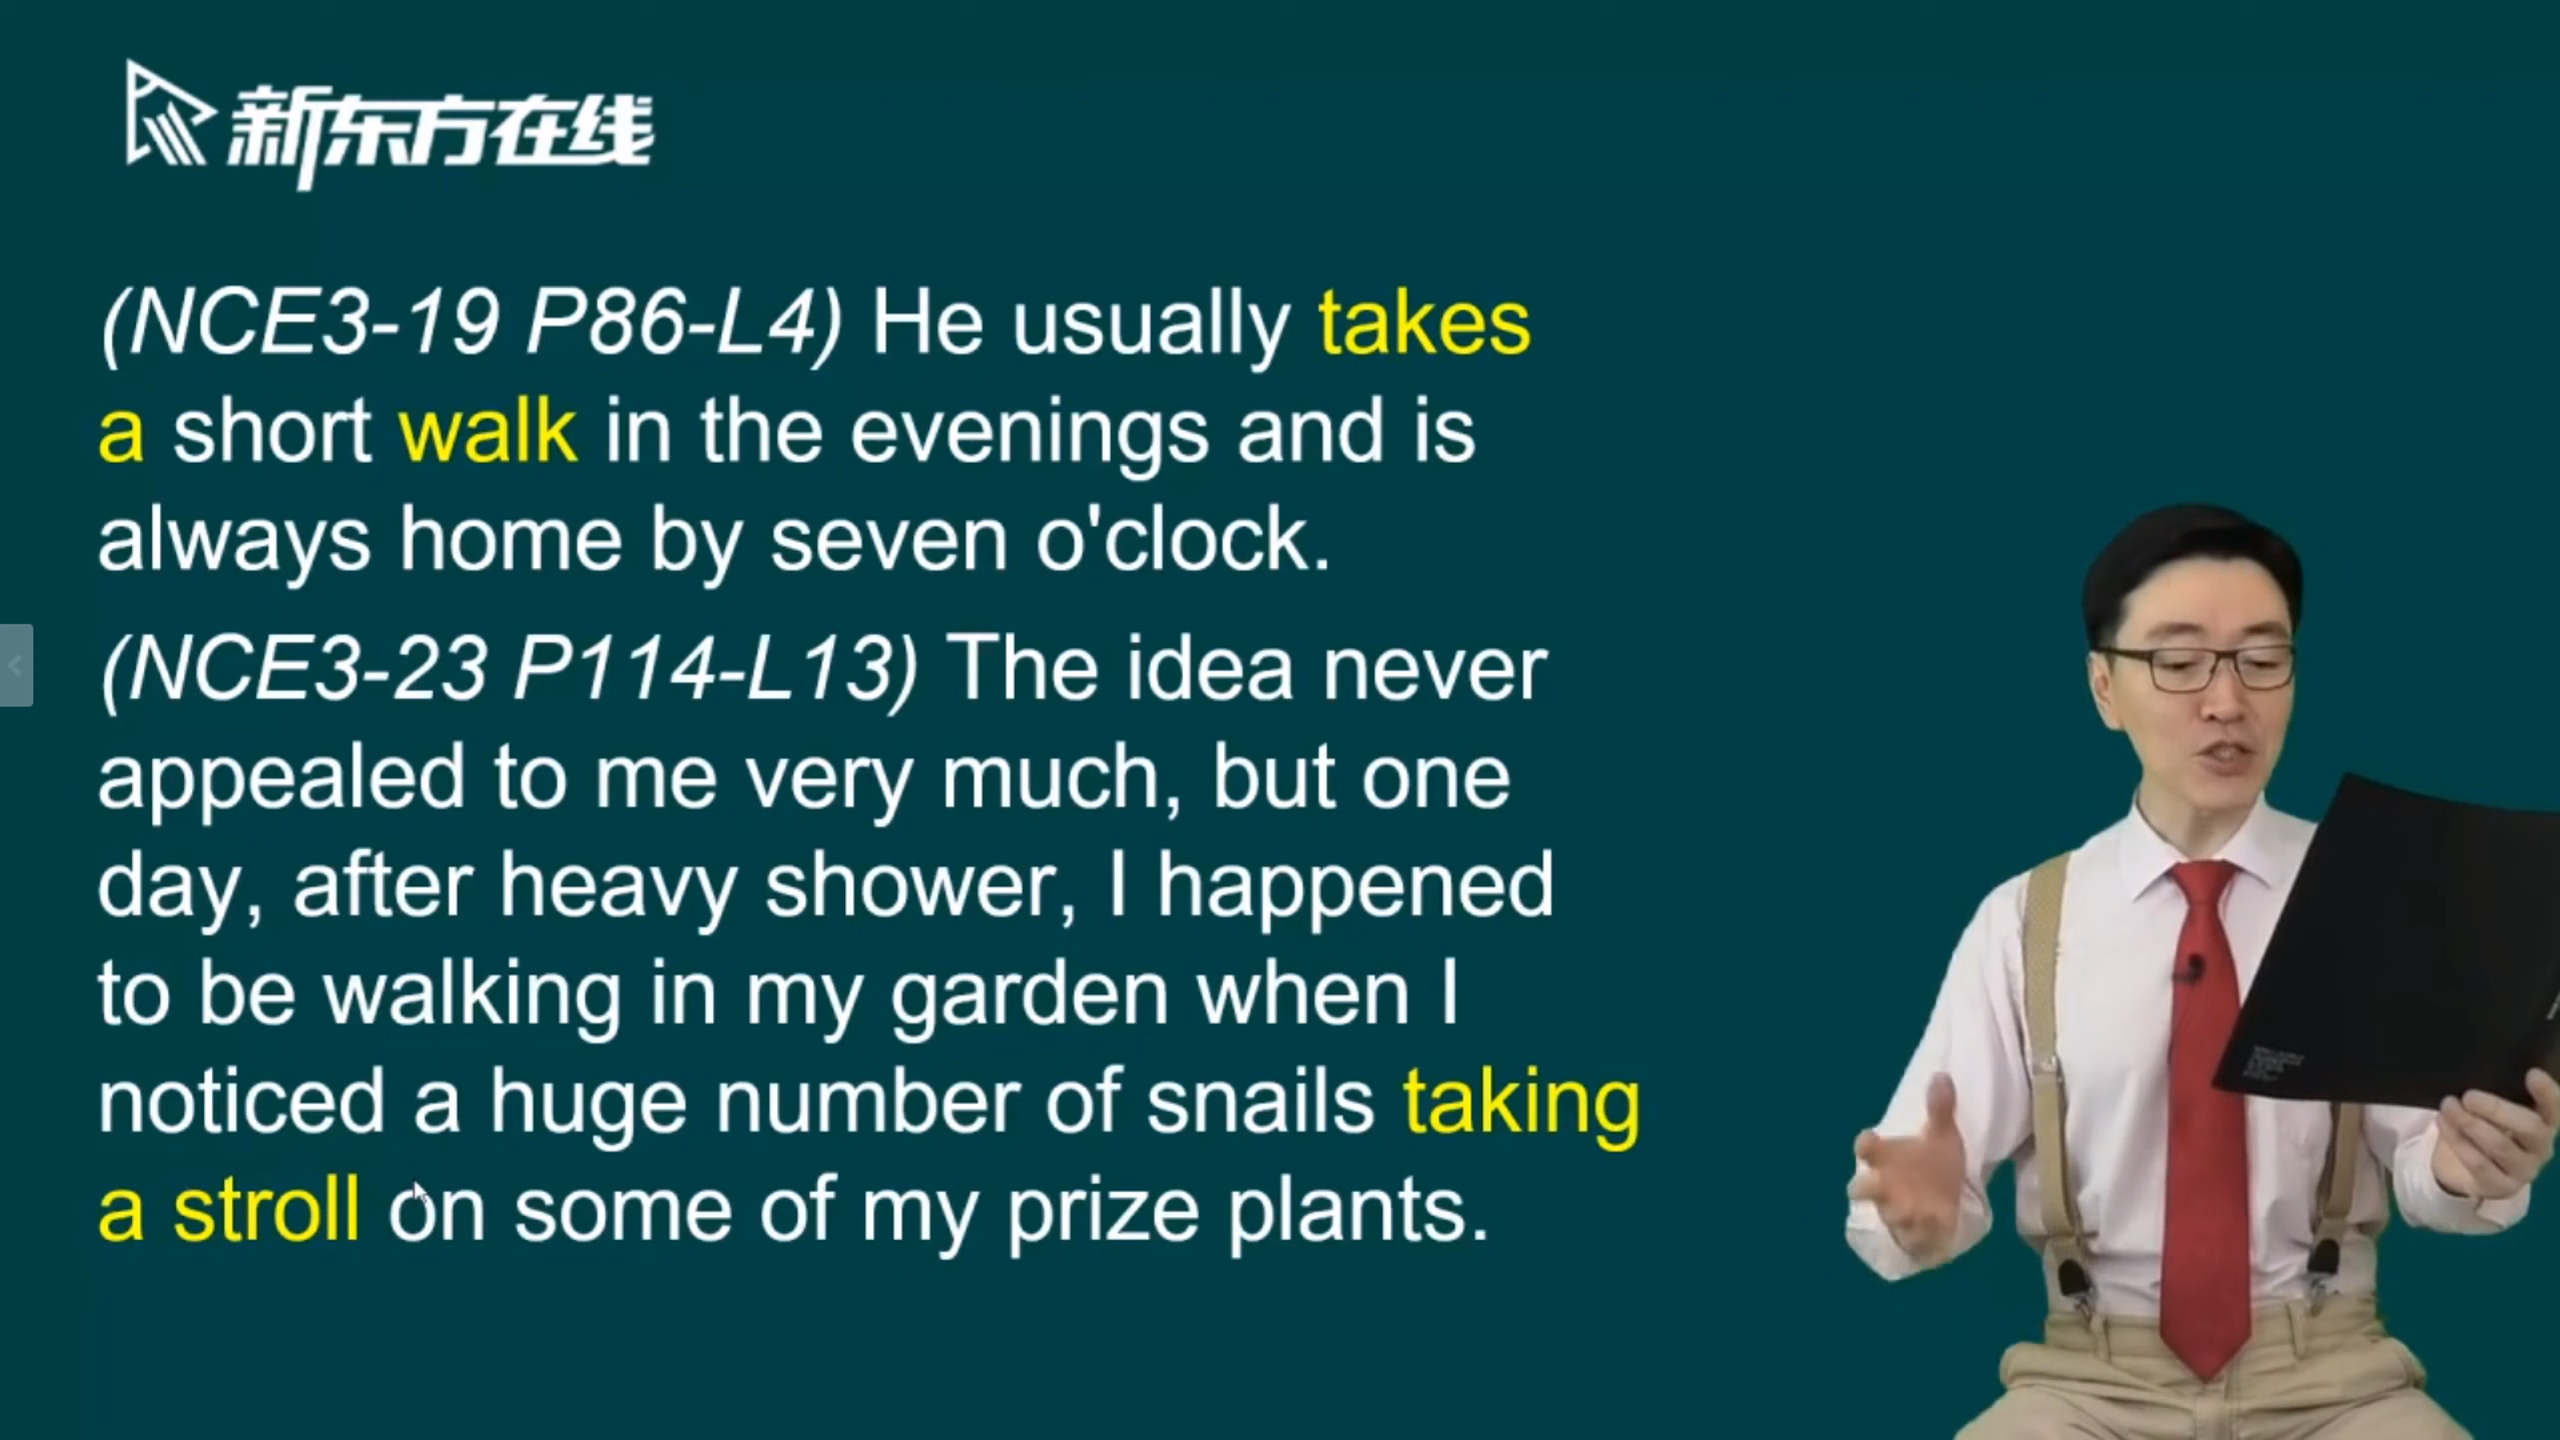 新东方在线
(NCE3-19 P86-L4) He usually takes
a short walk in the evenings and is
always home by seven o'clock.
(NCE3-23 P114-L13) The idea never
appealed to me very much, but one
day, after heavy shower, I happened
to be walking in my garden when I
noticed a huge number of snails taking
a stroll on some of my prize plants.